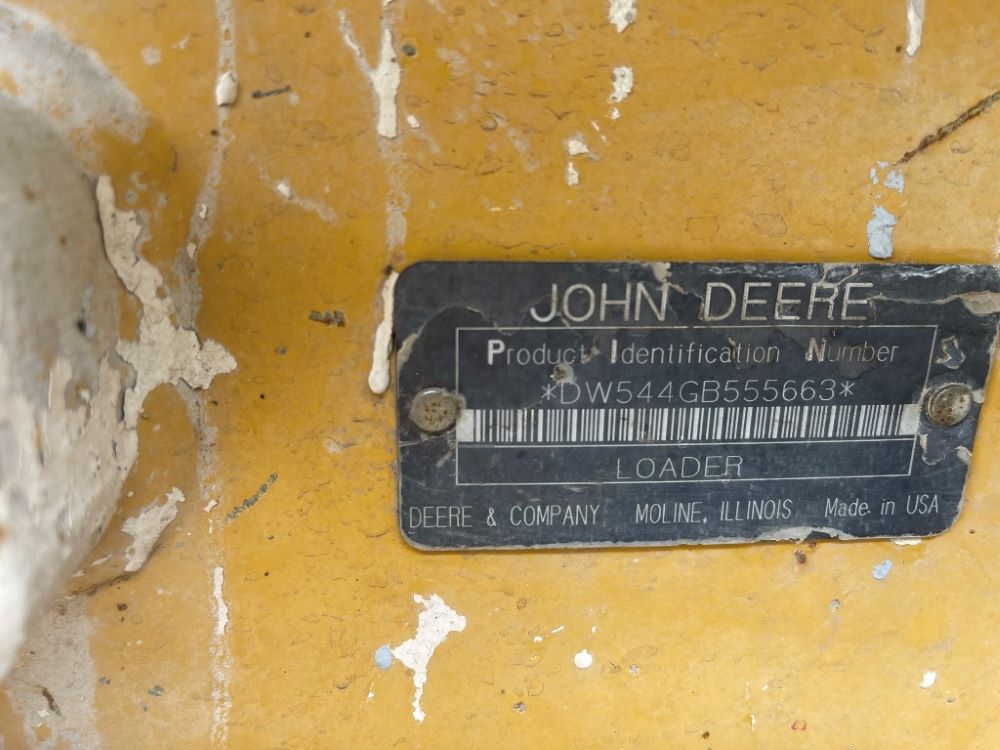 JOHN DEERE
Product Identification Number
*DW544GB555663*
LOADER
DEERE & COMPANY MOLINE, ILLINOIS Made in USA